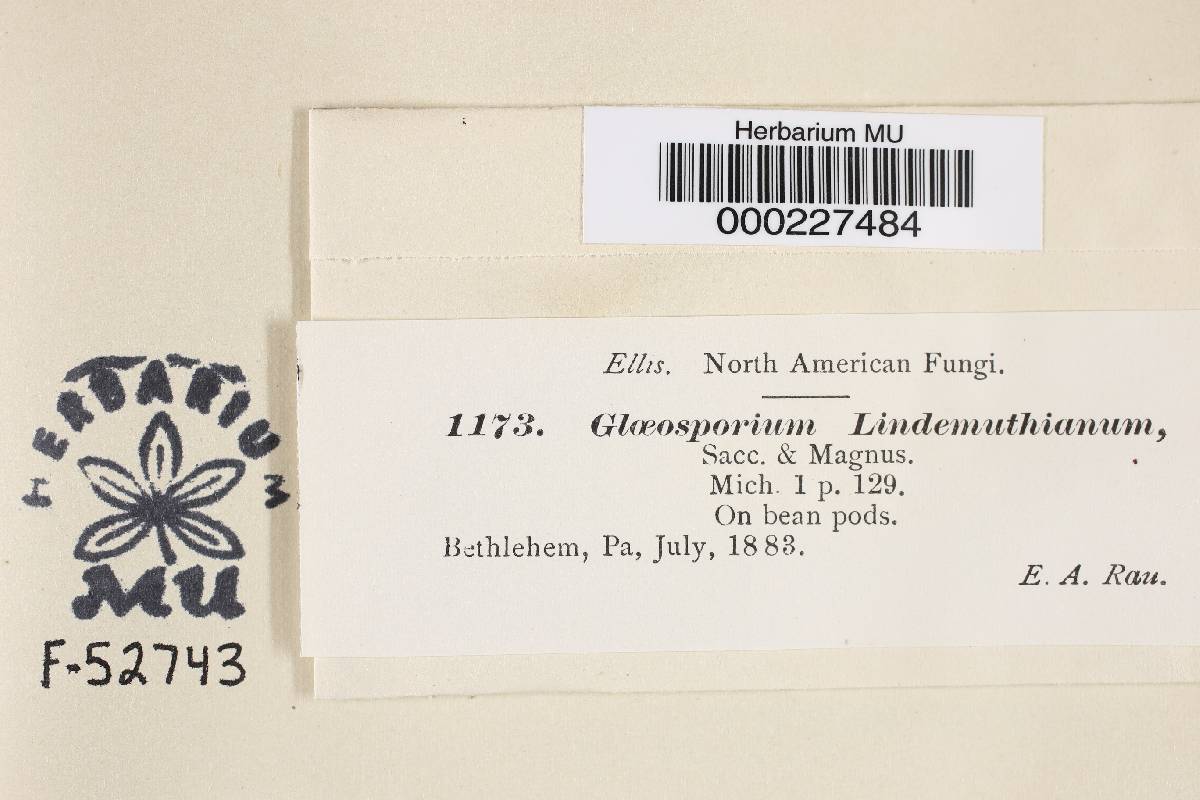 Herbarium MU
000227484
Ellis. North American Fungi.
1173. Glœosporium Lindemuthianum,
Sacc. & Magnus.
Mich. 1 p. 129.
On bean pods.
Bethlehem, Pa, July, 1883.
E. A. Rau.
HERBARIUM
MU
F-52743